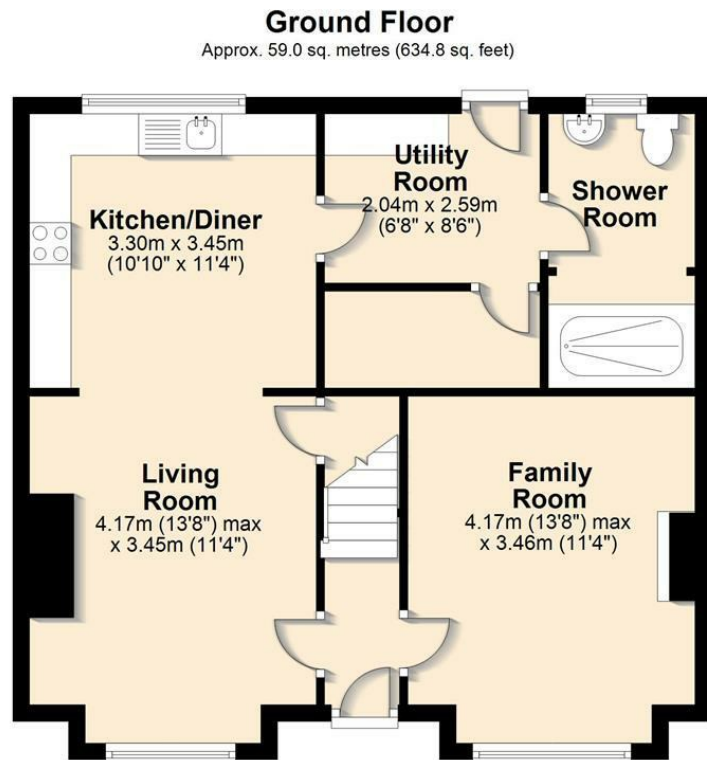 Ground Floor
Approx. 59.0 sq. metres (634.8 sq. feet)
Kitchen/Diner
3.30m x 3.45m
(10'10" x 11'4")
Utility
Room
2.04m x 2.59m
(6'8" x 8'6")
Shower
Room
Living
Room
4.17m (13'8") max
x 3.45m (11'4")
Family
Room
4.17m (13'8") max
x 3.46m (11'4")